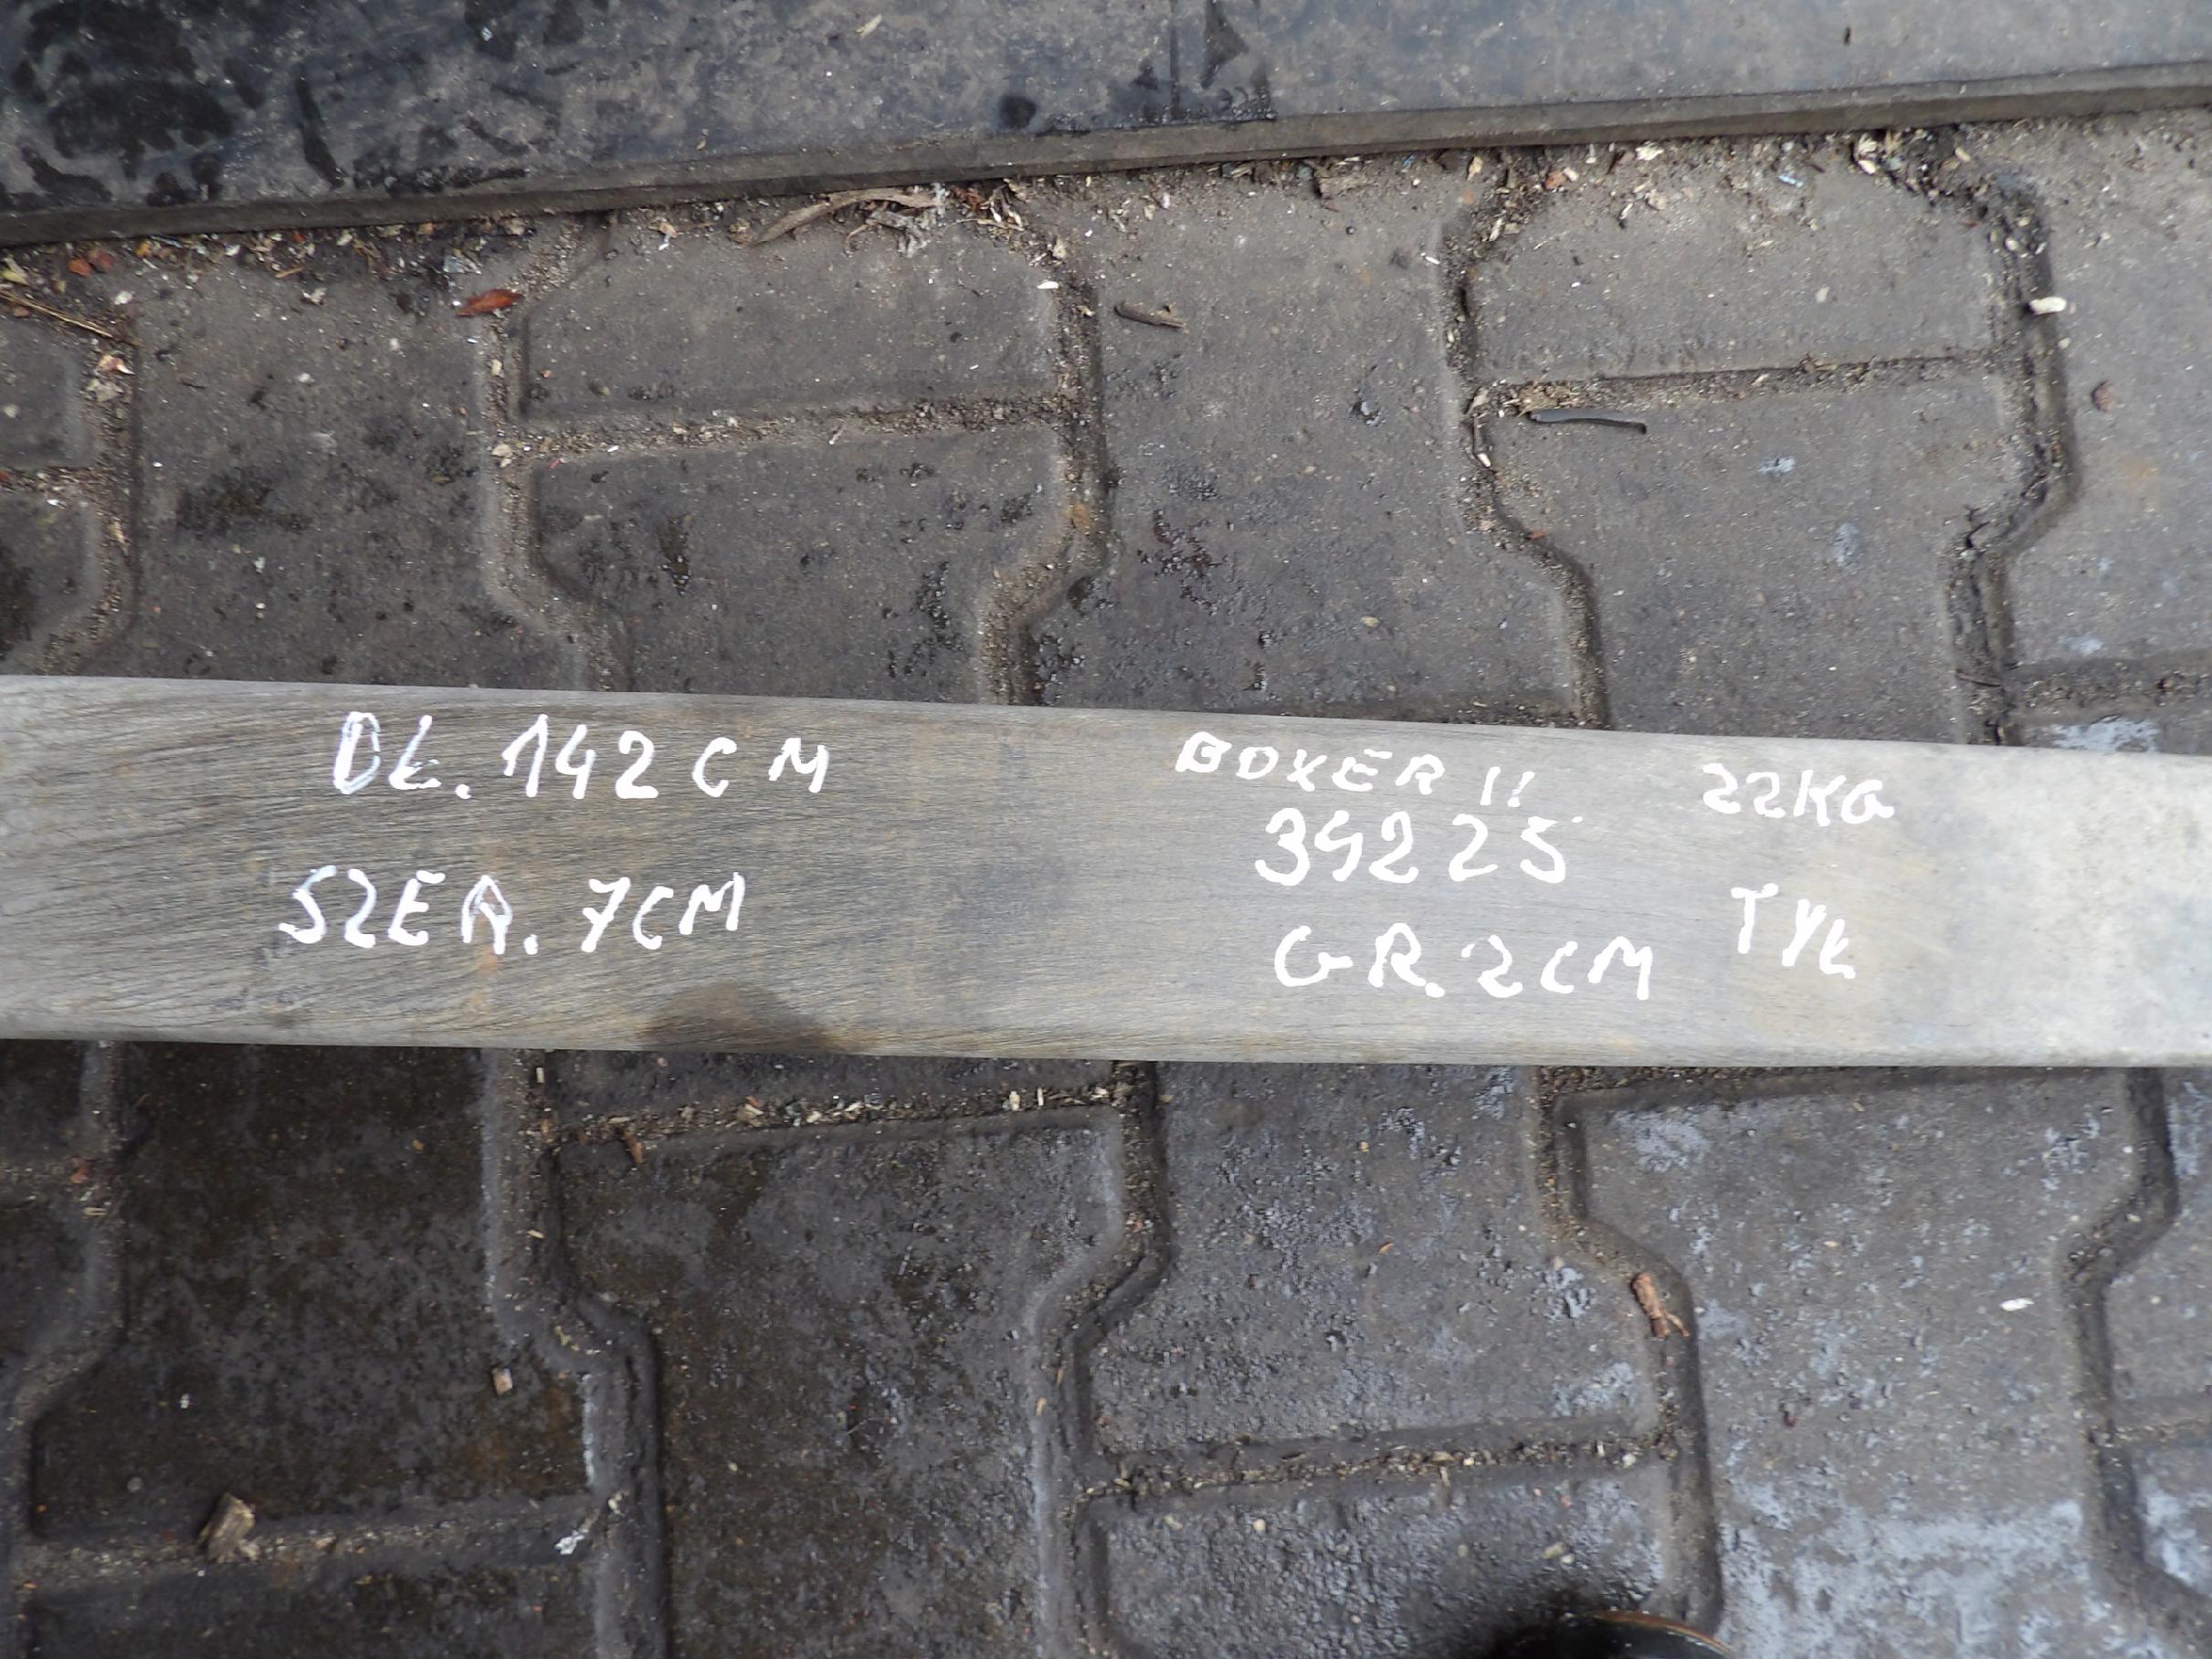 DŁ. 142 CM
SZER. 7CM
BOXER II 22KG
39225
GR. 2CM TYŁ